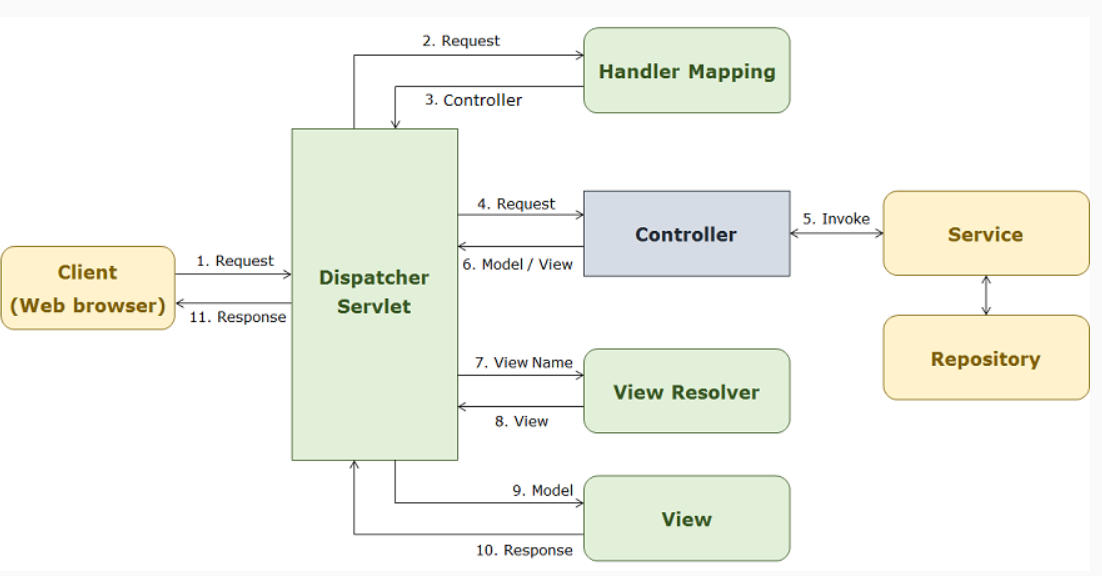 2. Request
Handler Mapping
3. Controller
4. Request
Controller
5. Invoke
Service
6. Model / View
Client
(Web browser)
1. Request
11. Response
Dispatcher
Servlet
Repository
7. View Name
View Resolver
8. View
9. Model
View
10. Response